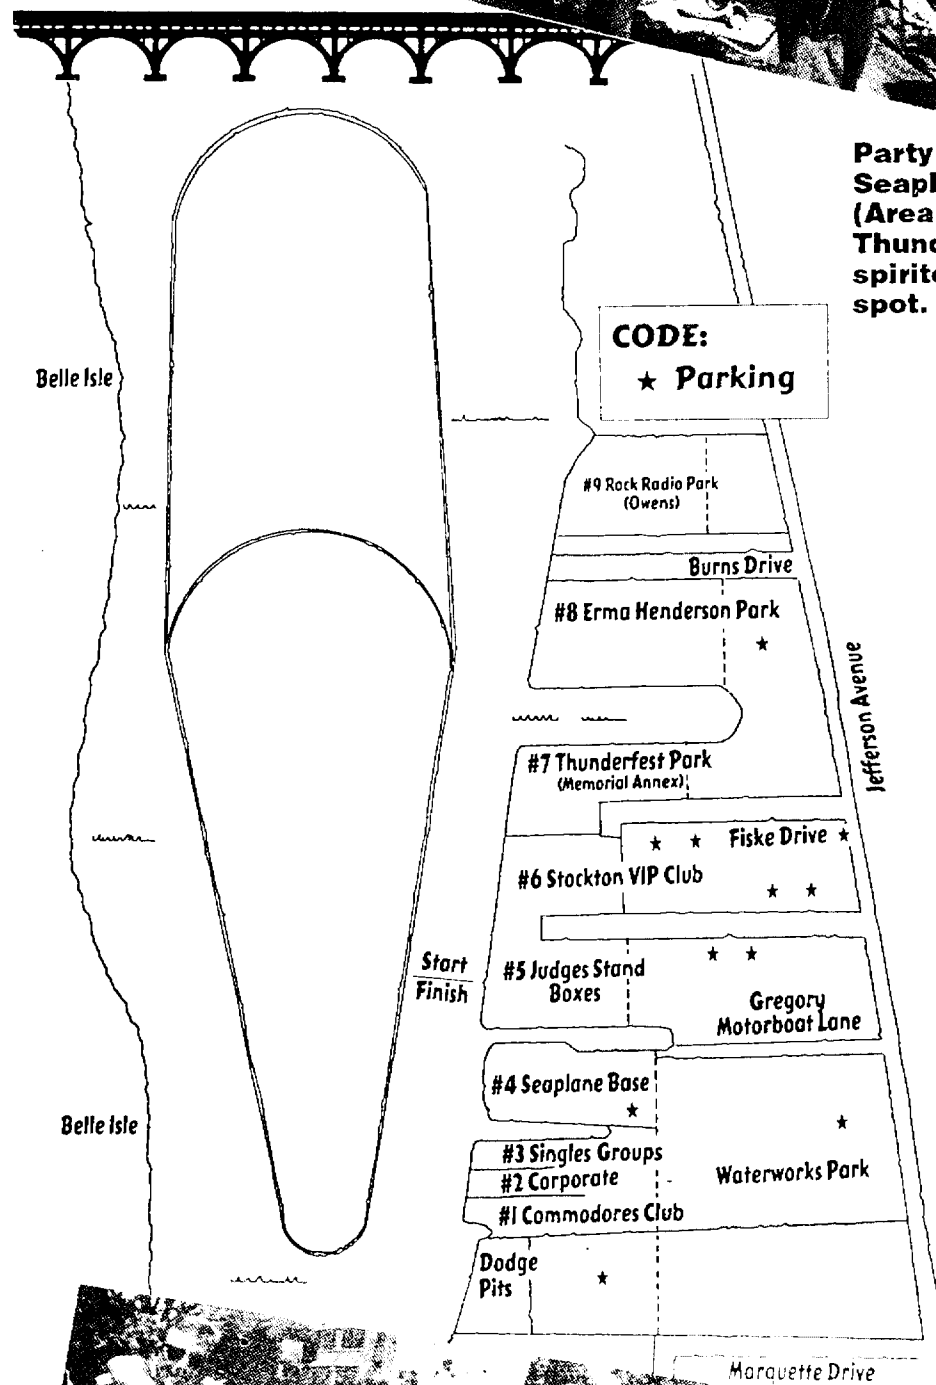 Party
Seapl
(Area
Thund
spirite
spot.
CODE:
★ Parking
Belle Isle
#9 Rock Radio Park
(Owens)
Burns Drive
#8 Erma Henderson Park
Jefferson Avenue
#7 Thunderfest Park
(Memorial Annex)
Fiske Drive
#6 Stockton VIP Club
Start
Finish
#5 Judges Stand
Boxes
Gregory
Motorboat Lane
#4 Seaplane Base
Belle Isle
#3 Singles Groups
#2 Corporate
Waterworks Park
#1 Commodores Club
Dodge
Pits
Marquette Drive